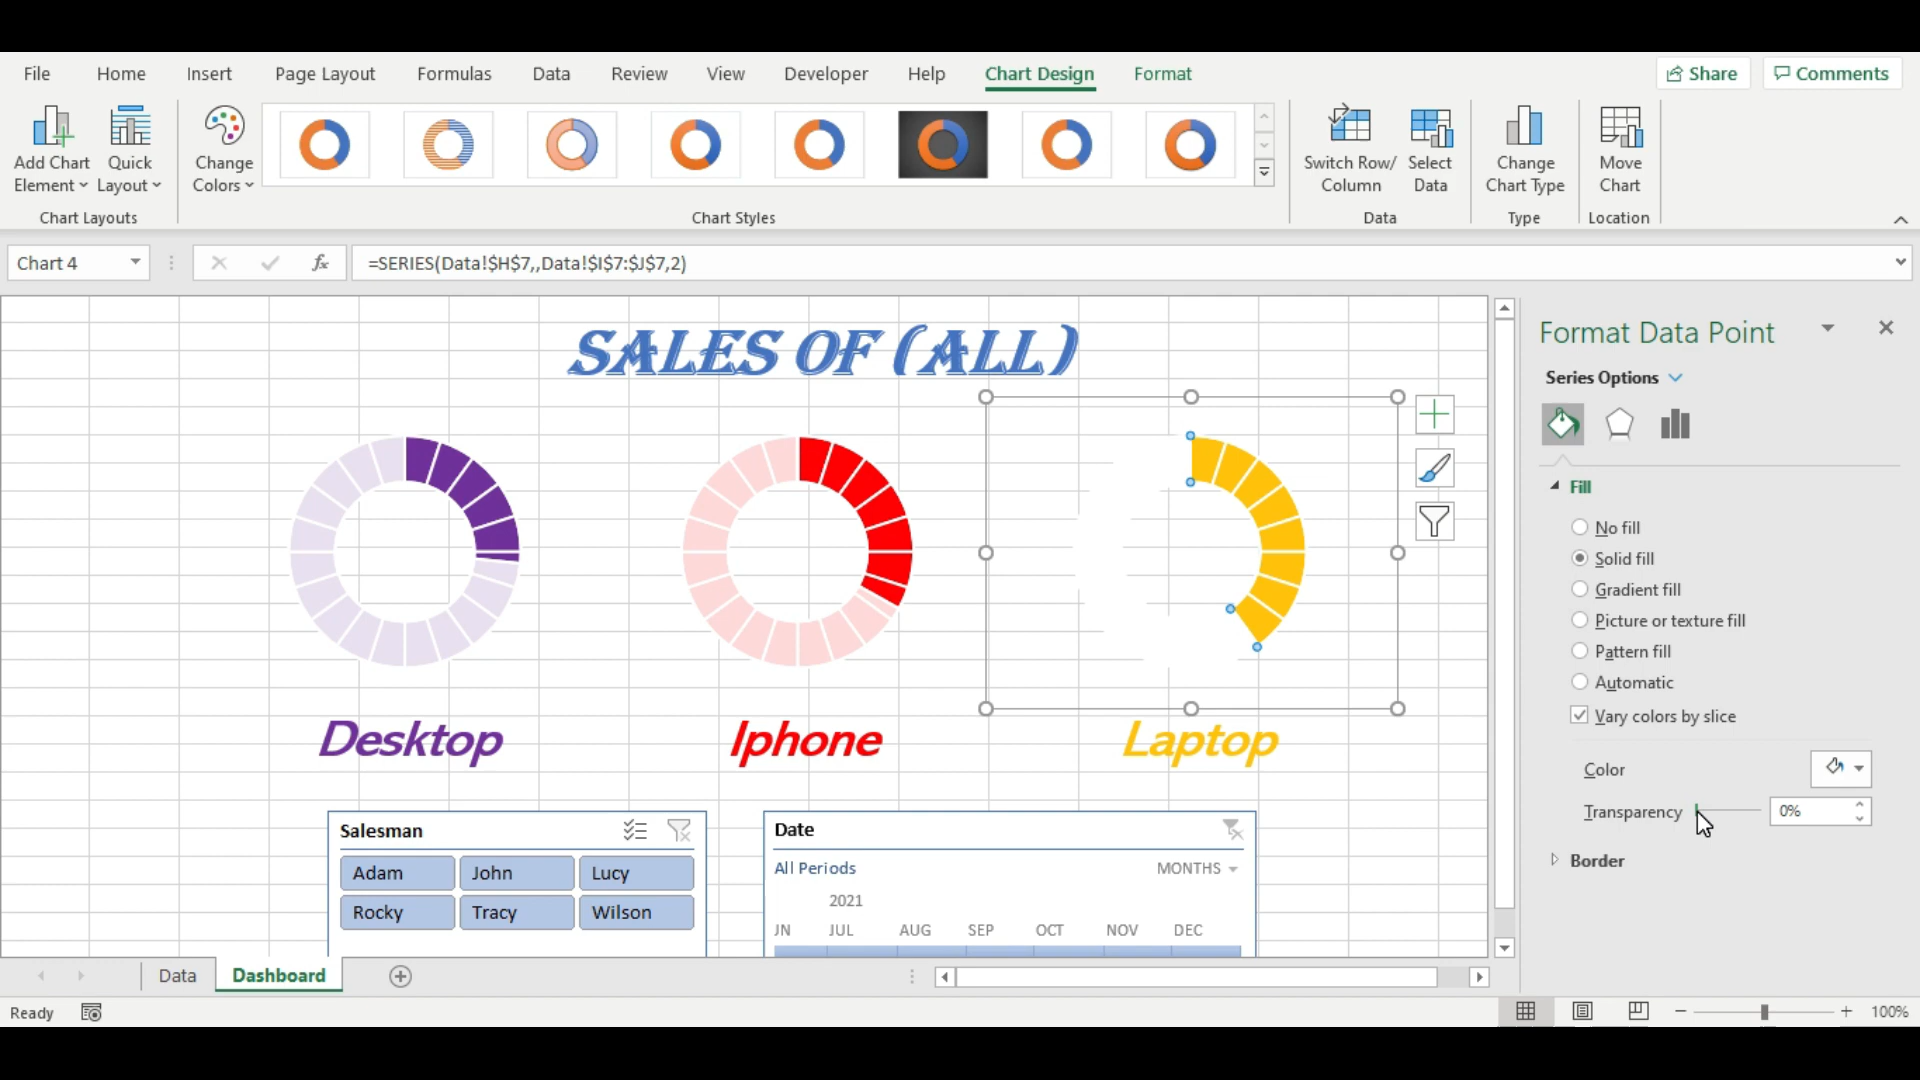 File Home Insert Page Layout Formulas Data Review View Developer Help Chart Design Format Share Comments
Add Chart Element
Quick Layout
Change Colors
Switch Row/ Column
Select Data
Change Chart Type
Move Chart
Chart Layouts Chart Styles Data Type Location
Chart 4 fx =SERIES(Data!$H$7,,Data!$I$7:$J$7,2)
SALES OF (ALL)
Desktop Iphone Laptop
Salesman
Adam John Lucy
Rocky Tracy Wilson
Date
All Periods MONTHS
2021
JN JUL AUG SEP OCT NOV DEC
Format Data Point
Series Options
Fill
No fill
Solid fill
Gradient fill
Picture or texture fill
Pattern fill
Automatic
Vary colors by slice
Color
Transparency 0%
Border
Data Dashboard
Ready 100%